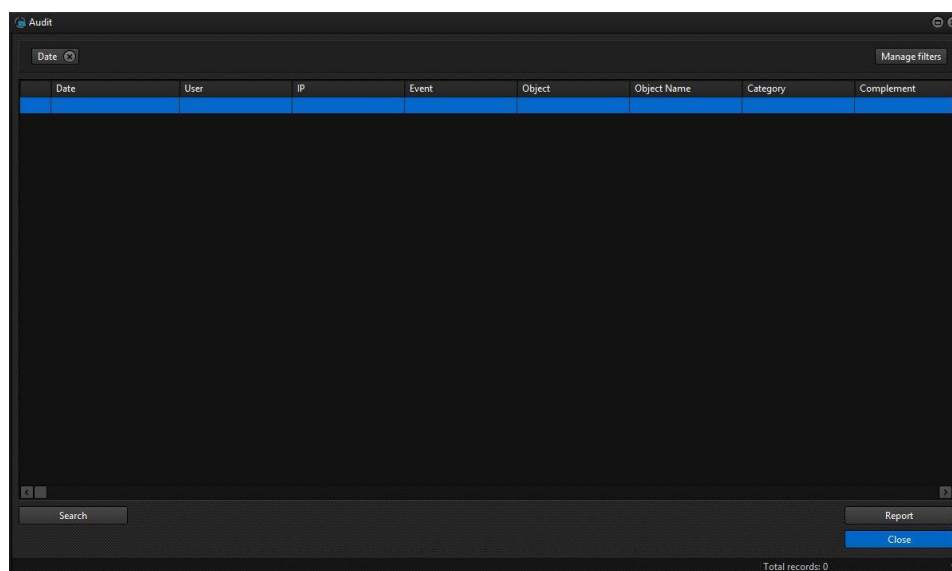 Audit
Date
Manage filters
Date User IP Event Object Object Name Category Complement
Search
Report
Close
Total records: 0